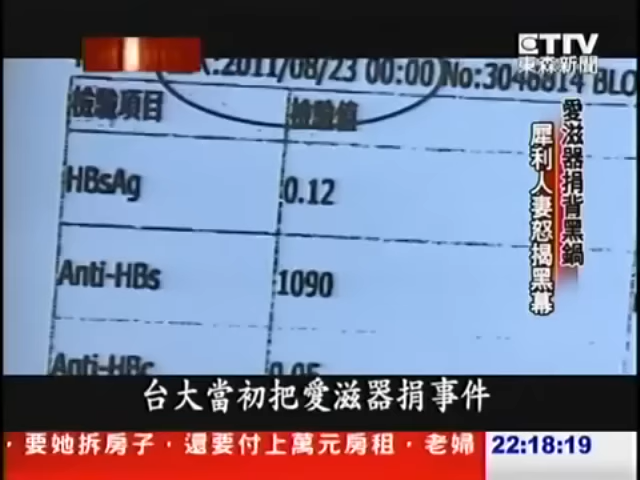 ETTV
東森新聞
:2011/08/23 00:00 No:3046814 BLO
檢驗項目 檢驗值
HBsAg 0.12
Anti-HBs 1090
Anti-HBc 0.05
愛滋器捐背黑鍋
犀利人妻怒揭黑幕
台大當初把愛滋器捐事件
，要她拆房子，還要付上萬元房租，老婦
22:18:19